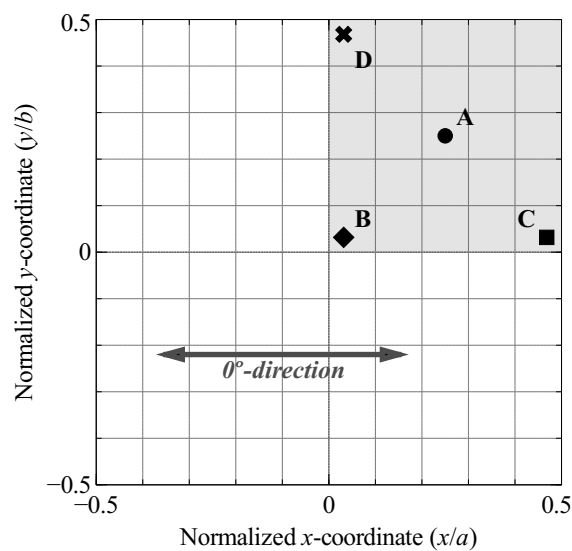 0.5
D
A
B
C
0
0°-direction
−0.5
−0.5
0
0.5
Normalized x-coordinate (x/a)
Normalized y-coordinate (y/b)